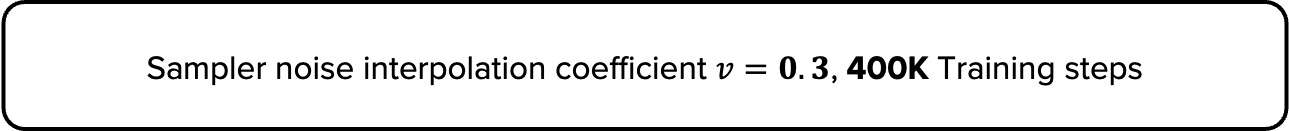 Sampler noise interpolation coefficient v = 0.3, 400K Training steps